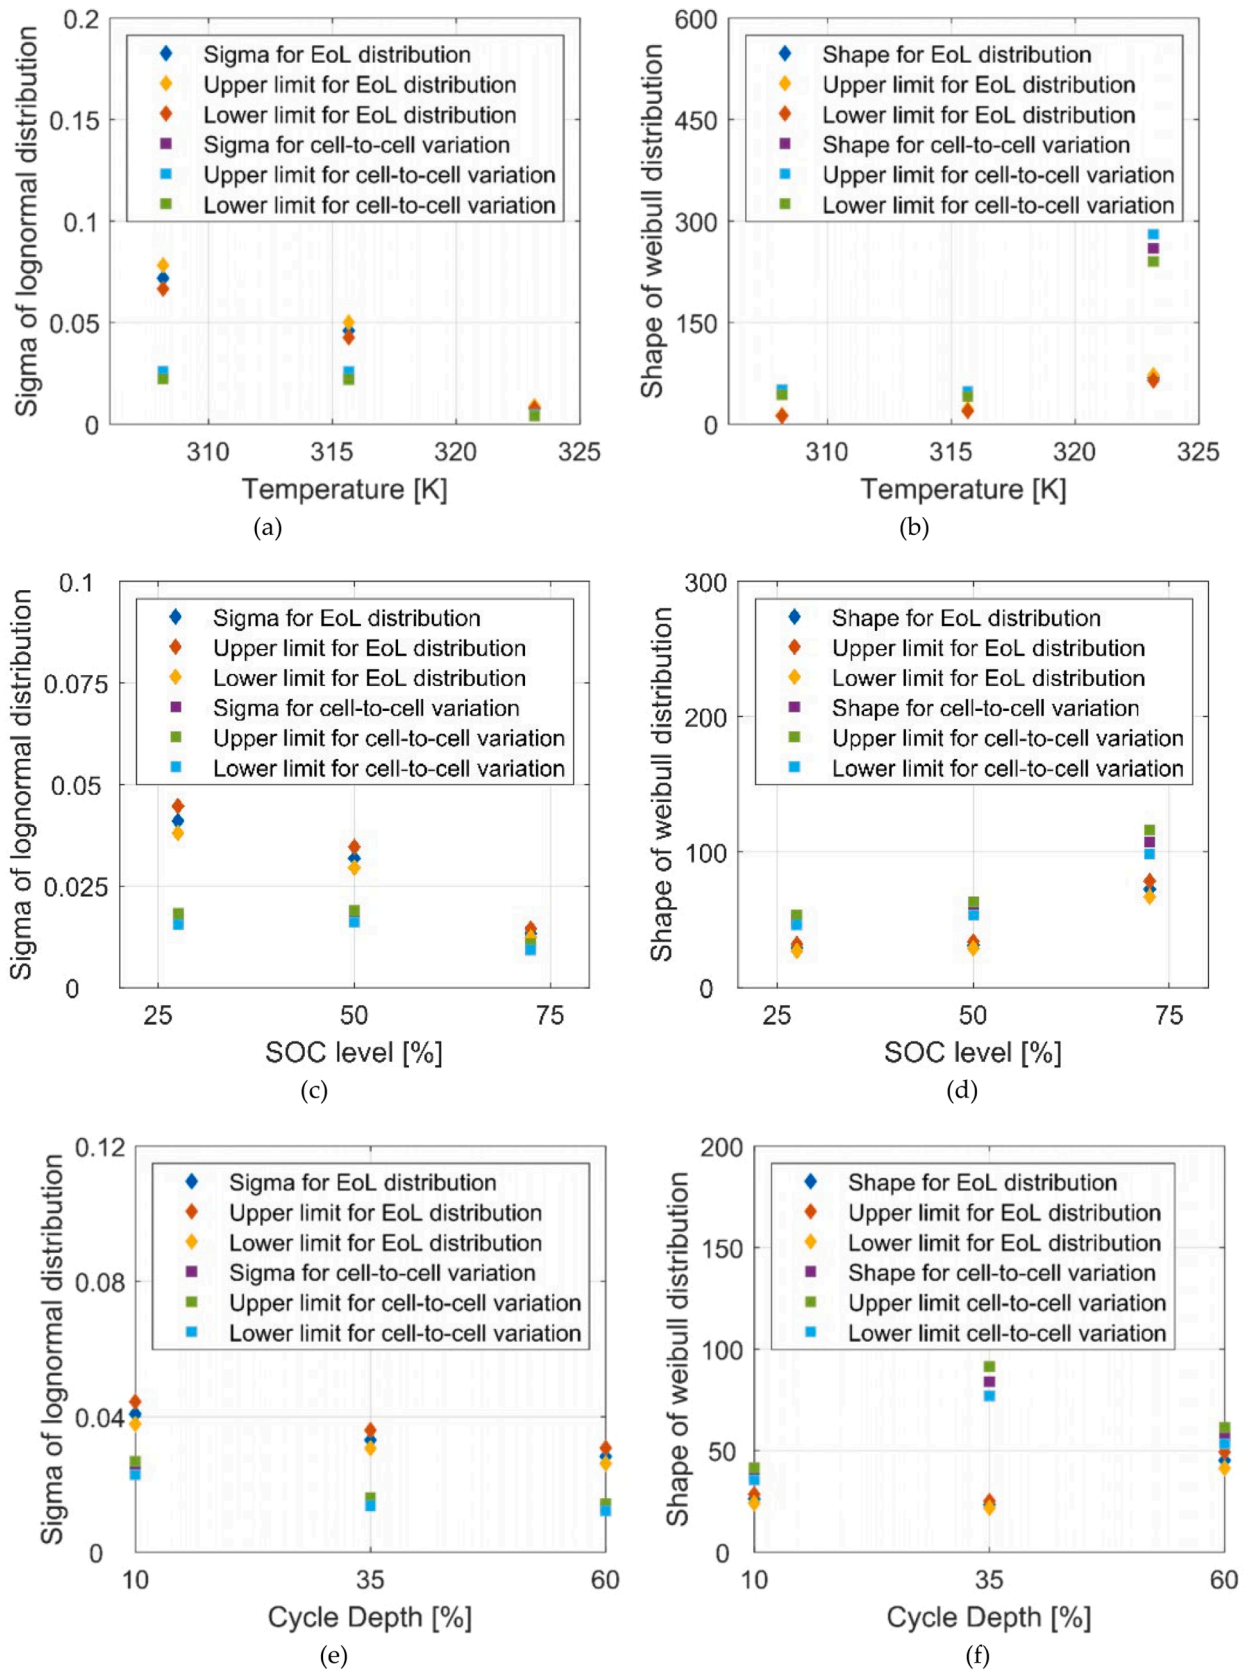 Sigma of lognormal distribution
0.2
0.15
0.1
0.05
0
Sigma for EoL distribution
Upper limit for EoL distribution
Lower limit for EoL distribution
Sigma for cell-to-cell variation
Upper limit for cell-to-cell variation
Lower limit for cell-to-cell variation
310
315
320
325
Temperature [K]
(a)
Shape of weibull distribution
600
450
300
150
0
Shape for EoL distribution
Upper limit for EoL distribution
Lower limit for EoL distribution
Shape for cell-to-cell variation
Upper limit for cell-to-cell variation
Lower limit for cell-to-cell variation
310
315
320
325
Temperature [K]
(b)
Sigma of lognormal distribution
0.1
0.075
0.05
0.025
0
Sigma for EoL distribution
Upper limit for EoL distribution
Lower limit for EoL distribution
Sigma for cell-to-cell variation
Upper limit for cell-to-cell variation
Lower limit for cell-to-cell variation
25
50
75
SOC level [%]
(c)
Shape of weibull distribution
300
200
100
0
Shape for EoL distribution
Upper limit for EoL distribution
Lower limit for EoL distribution
Shape for cell-to-cell variation
Upper limit for cell-to-cell variation
Lower limit for cell-to-cell variation
25
50
75
SOC level [%]
(d)
Sigma of lognormal distribution
0.12
0.08
0.04
0
Sigma for EoL distribution
Upper limit for EoL distribution
Lower limit for EoL distribution
Sigma for cell-to-cell variation
Upper limit for cell-to-cell variation
Lower limit for cell-to-cell variation
10
35
60
Cycle Depth [%]
(e)
Shape of weibull distribution
200
150
100
50
0
Shape for EoL distribution
Upper limit for EoL distribution
Lower limit for EoL distribution
Shape for cell-to-cell variation
Upper limit cell-to-cell variation
Lower limit cell-to-cell variation
10
35
60
Cycle Depth [%]
(f)